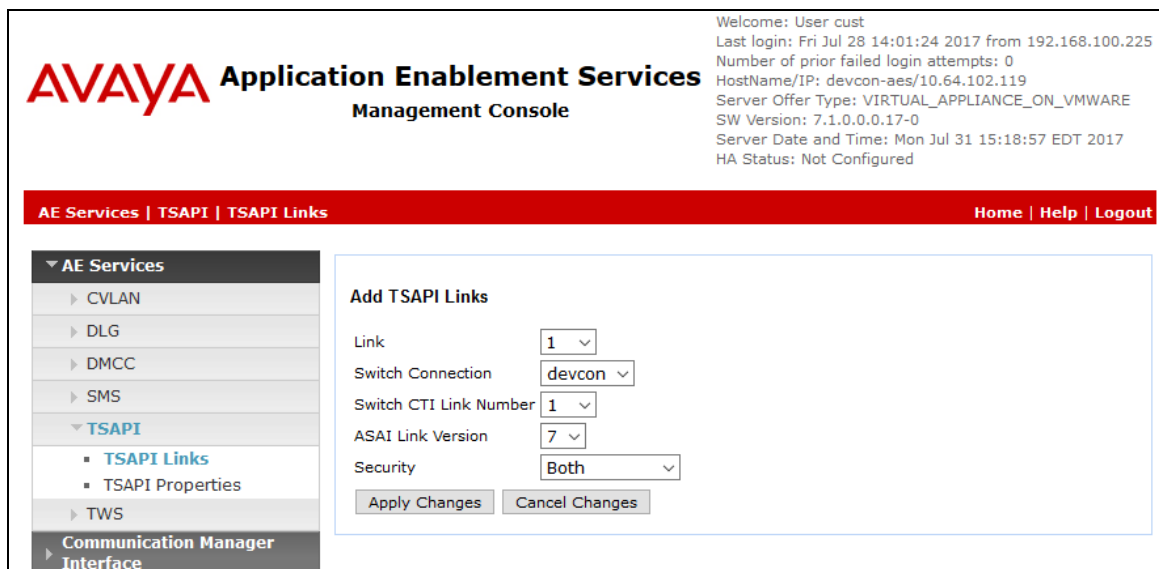 Welcome: User cust
Last login: Fri Jul 28 14:01:24 2017 from 192.168.100.225
Number of prior failed login attempts: 0
HostName/IP: devcon-aes/10.64.102.119
Server Offer Type: VIRTUAL_APPLIANCE_ON_VMWARE
SW Version: 7.1.0.0.0.17-0
Server Date and Time: Mon Jul 31 15:18:57 EDT 2017
HA Status: Not Configured
AVAYA Application Enablement Services
Management Console
AE Services | TSAPI | TSAPI Links Home | Help | Logout
AE Services
CVLAN
DLG
DMCC
SMS
TSAPI
TSAPI Links
TSAPI Properties
TWS
Communication Manager
Interface
Add TSAPI Links
Link 1
Switch Connection devcon
Switch CTI Link Number 1
ASAI Link Version 7
Security Both
Apply Changes Cancel Changes